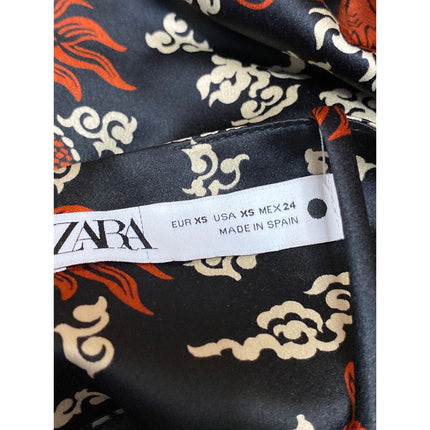 ZARA
EUR XS USA XS MEX 24
MADE IN SPAIN